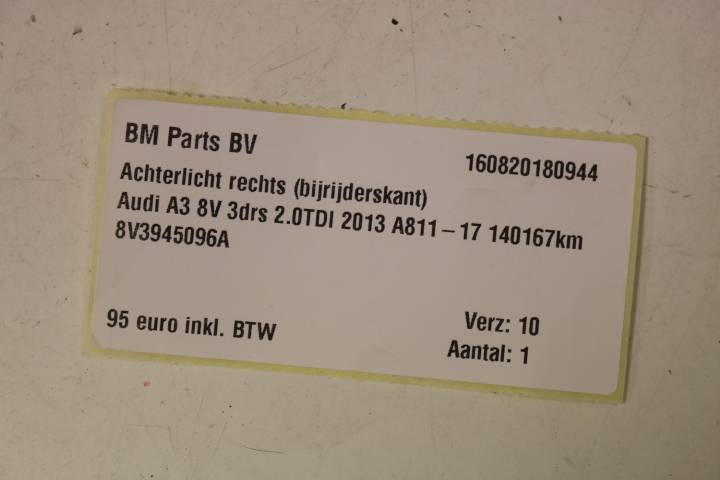 BM Parts BV 160820180944
Achterlicht rechts (bijrijderskant)
Audi A3 8V 3drs 2.0TDI 2013 A811-17 140167km
8V3945096A
95 euro inkl. BTW Verz: 10
Aantal: 1